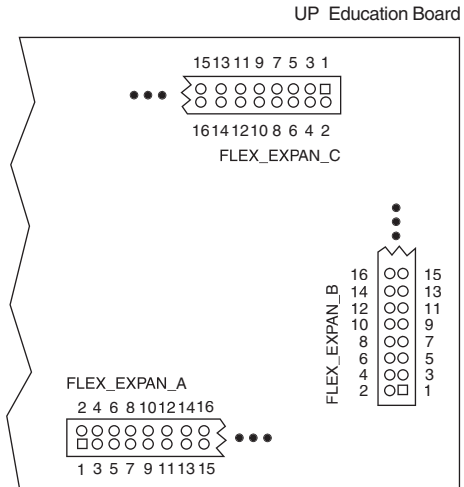 UP Education Board
15 13 11 9 7 5 3 1
16 14 12 10 8 6 4 2
FLEX_EXPAN_C
FLEX_EXPAN_B
16 15
14 13
12 11
10 9
8 7
6 5
4 3
2 1
FLEX_EXPAN_A
2 4 6 8 10 12 14 16
1 3 5 7 9 11 13 15